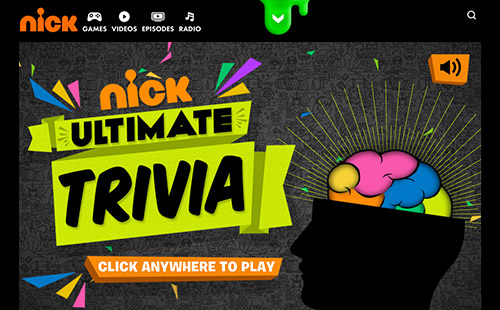 nick
GAMES VIDEOS EPISODES RADIO
nick
ULTIMATE
TRIVIA
CLICK ANYWHERE TO PLAY